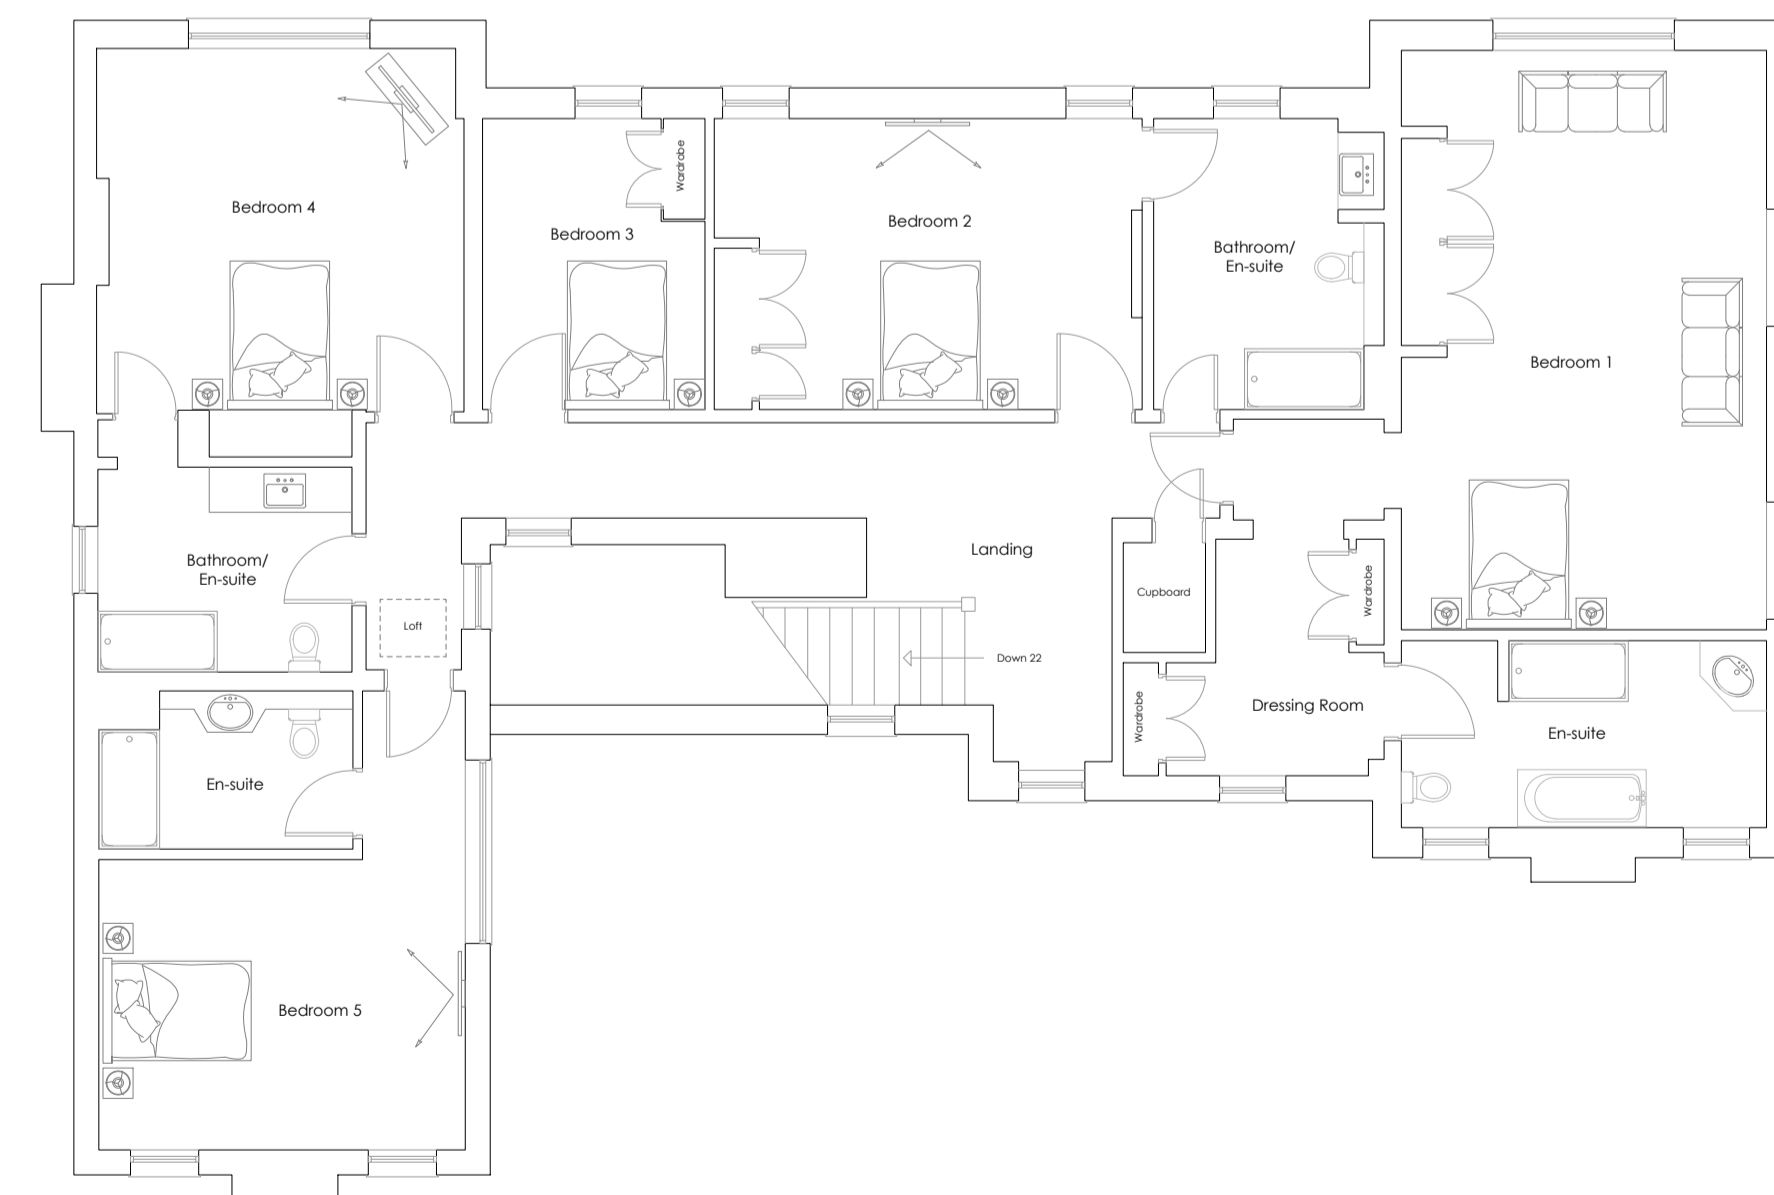 Bedroom 4
Bedroom 3
Wardrobe
Bedroom 2
Bathroom/
En-suite
Bedroom 1
Bathroom/
En-suite
Landing
Cupboard
Wardrobe
Loft
Down 22
Wardrobe
Dressing Room
En-suite
En-suite
Bedroom 5